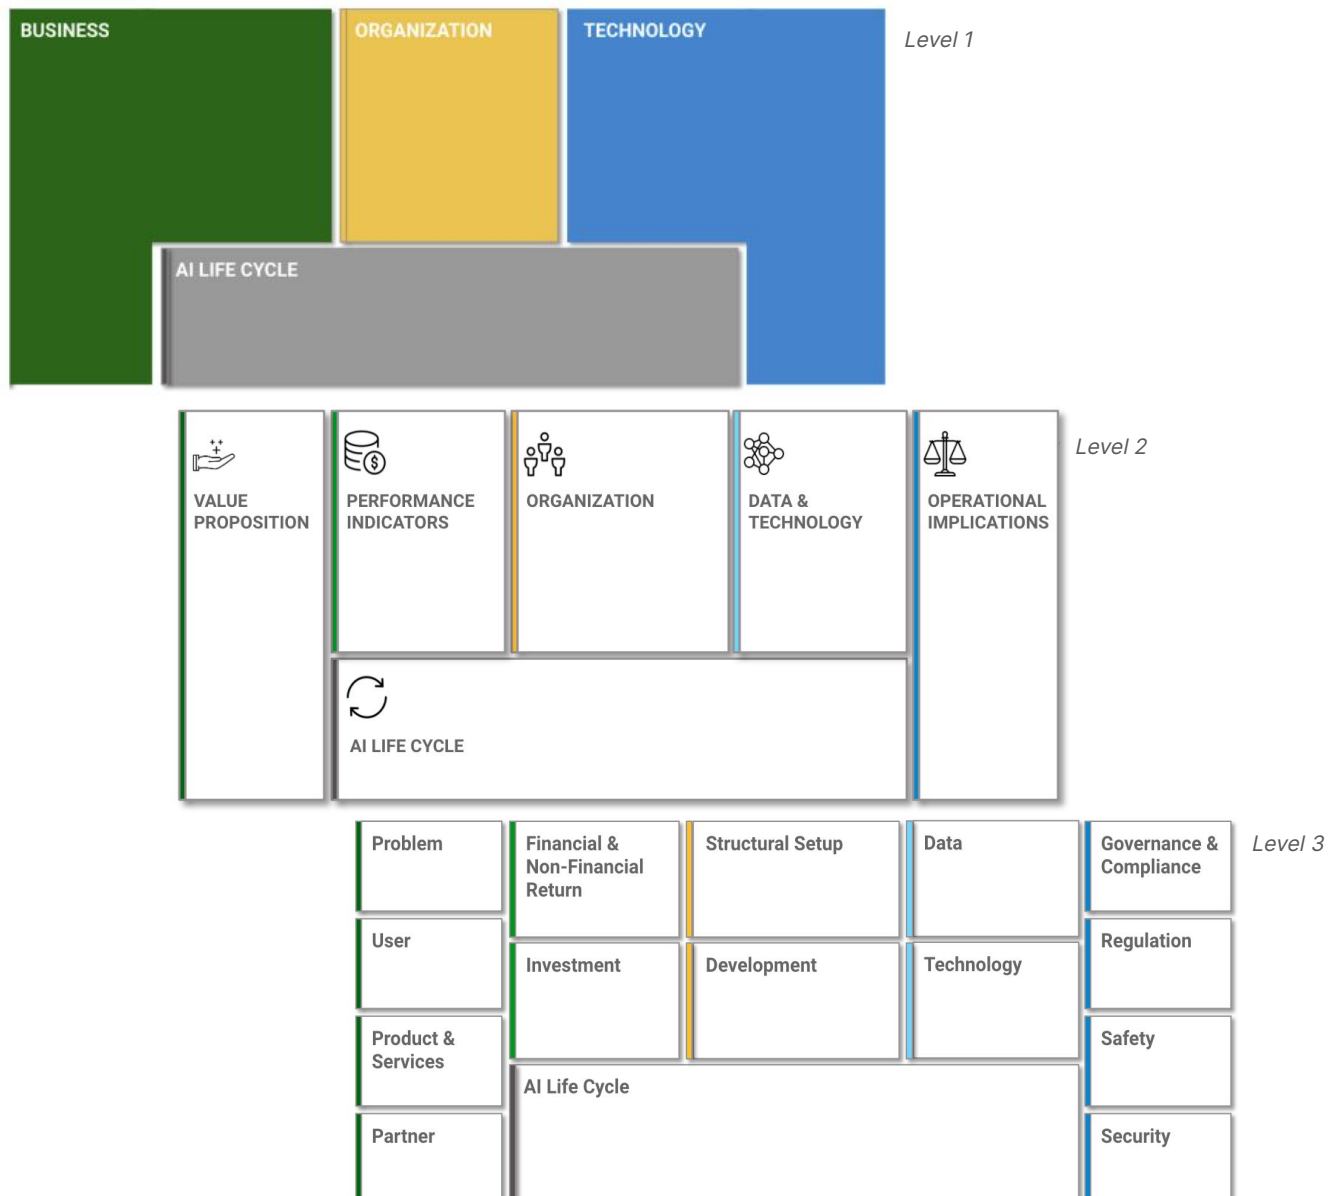 BUSINESS
ORGANIZATION
TECHNOLOGY
Level 1
AI LIFE CYCLE
VALUE
PROPOSITION
PERFORMANCE
INDICATORS
ORGANIZATION
DATA &
TECHNOLOGY
OPERATIONAL
IMPLICATIONS
Level 2
$
AI LIFE CYCLE
Problem
Financial &
Non-Financial
Return
Structural Setup
Data
Governance &
Compliance
Level 3
User
Investment
Development
Technology
Regulation
Product &
Services
Safety
AI Life Cycle
Partner
Security